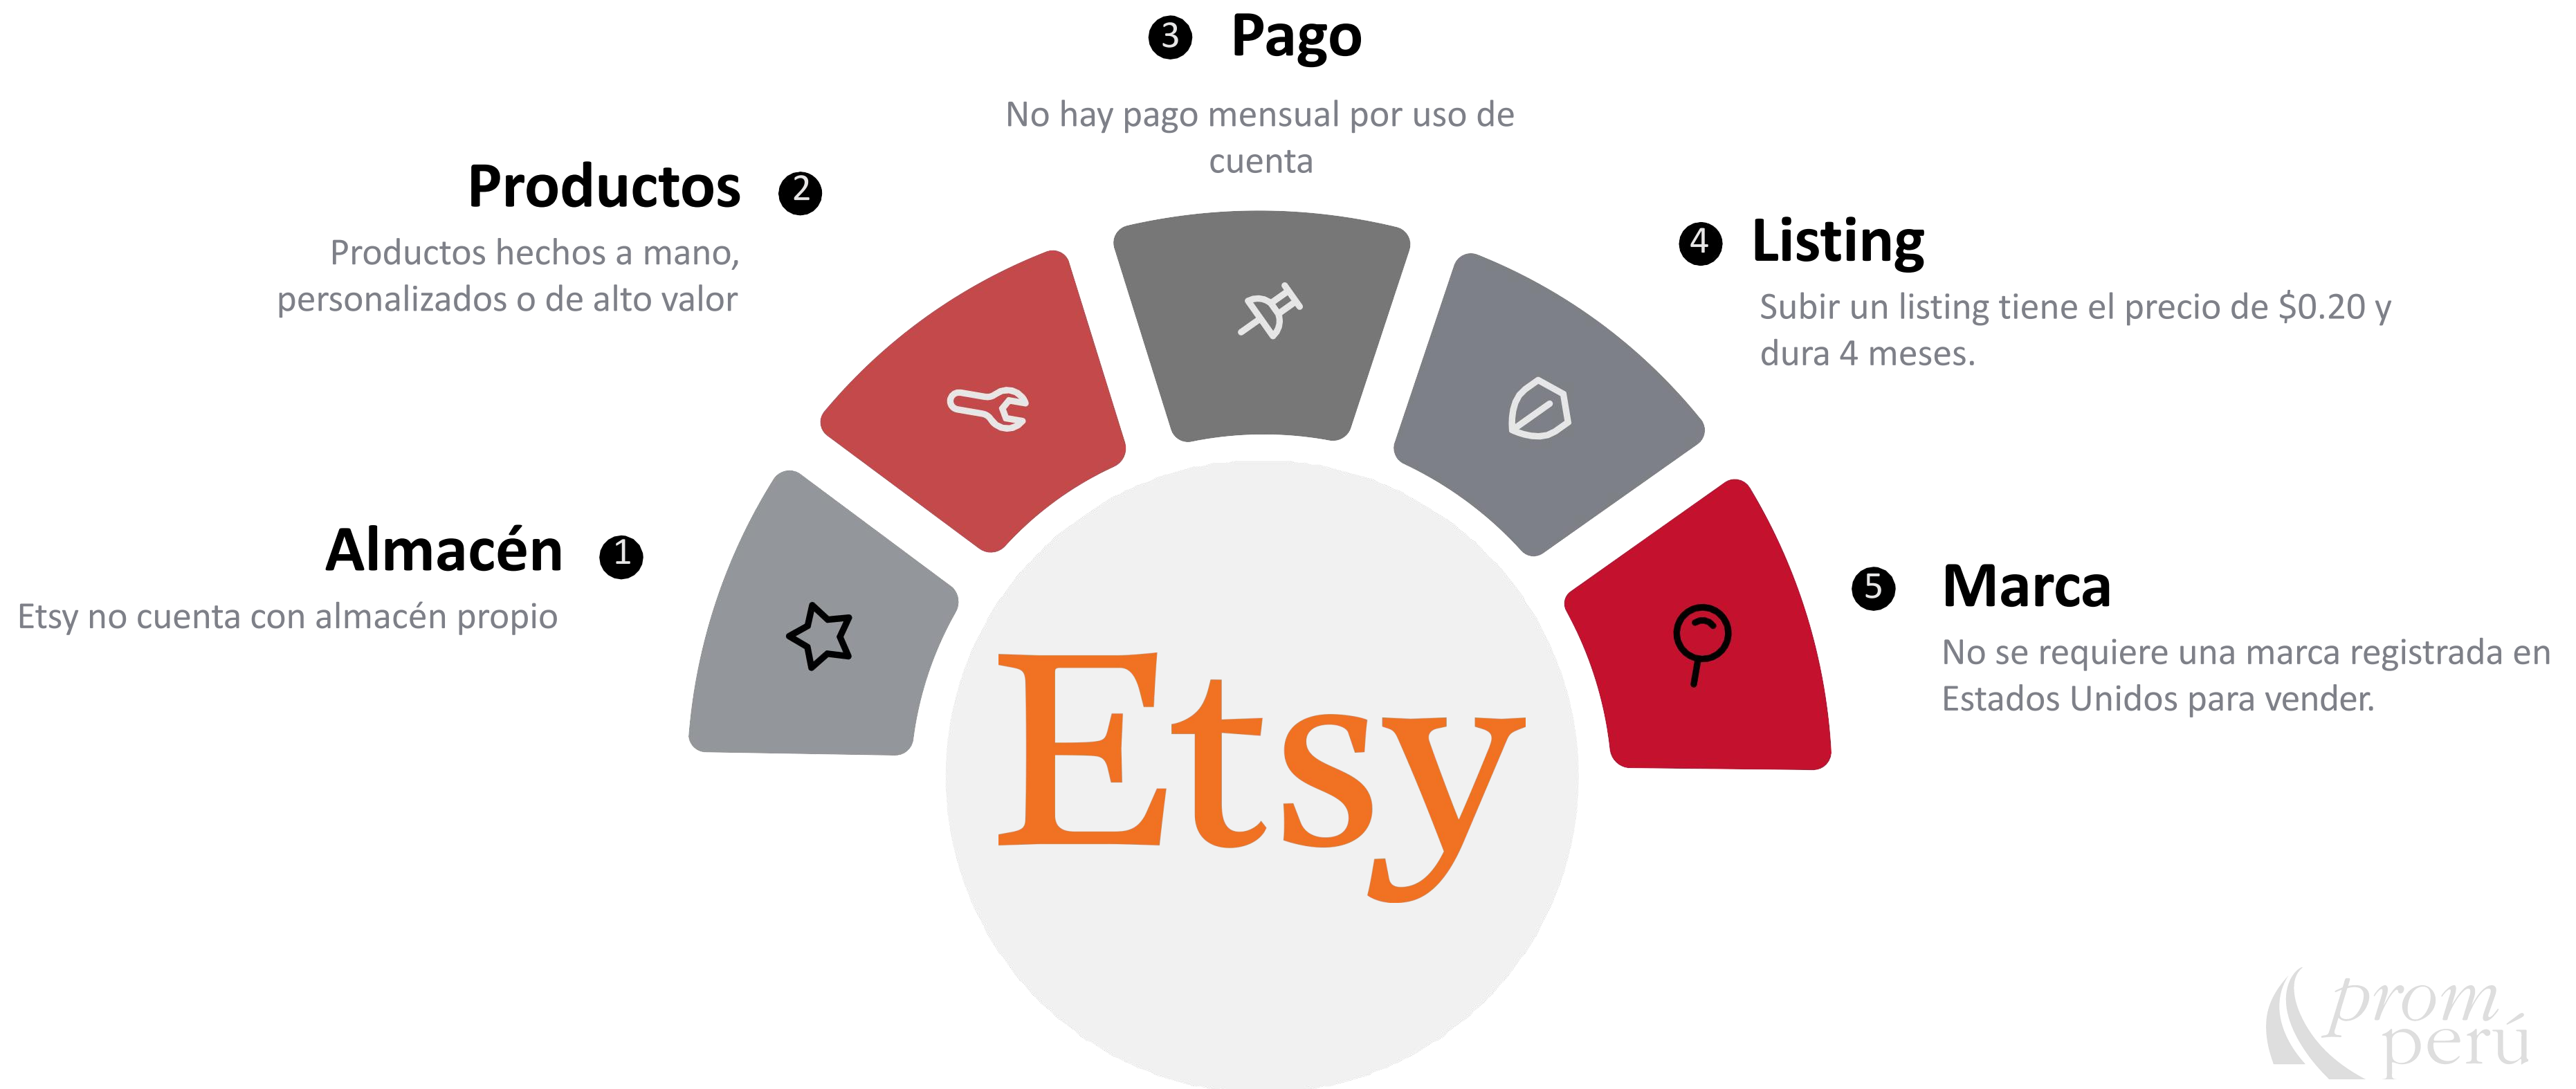 3 Pago
No hay pago mensual por uso de
cuenta
Productos 2
Productos hechos a mano,
personalizados o de alto valor
4 Listing
Subir un listing tiene el precio de $0.20 y
dura 4 meses.
Almacén 1
Etsy no cuenta con almacén propio
5 Marca
No se requiere una marca registrada en
Estados Unidos para vender.
Etsy
prom
perú